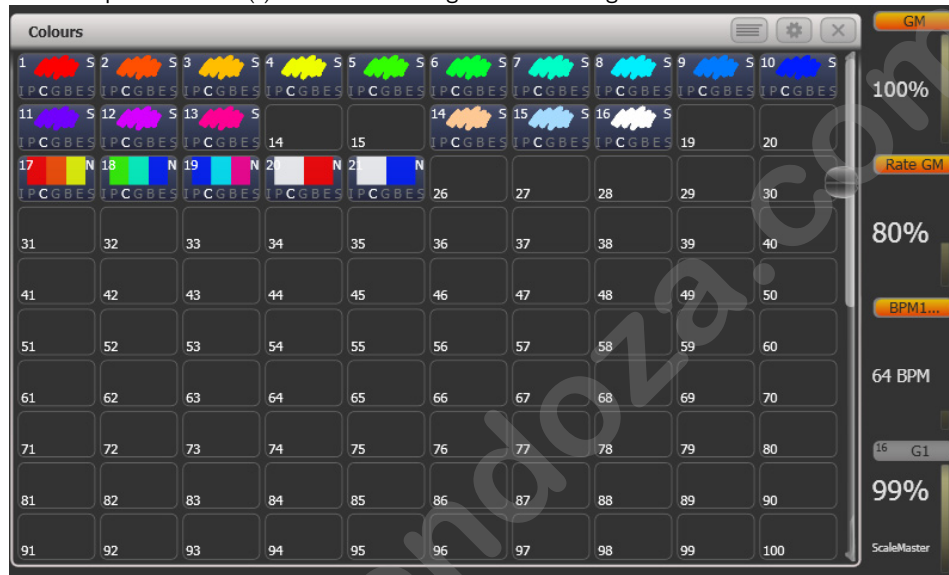 Colours
GM
1 S 2 S 3 S 4 S 5 S 6 S 7 S 8 S 9 S 10 S
IPCGBES IPCGBES IPCGBES IPCGBES IPCGBES IPCGBES IPCGBES IPCGBES IPCGBES IPCGBES
100%
11 S 12 S 13 S 14 S 15 S 16 S
IPCGBES IPCGBES IPCGBES 14 15 IPCGBES IPCGBES IPCGBES 19 20
Rate GM
17 N 18 N 19 N 20 N 21 N
IPCGBES IPCGBES IPCGBES IPCGBES IPCGBES 26 27 28 29 30
80%
31 32 33 34 35 36 37 38 39 40
41 42 43 44 45 46 47 48 49 50
BPM1...
51 52 53 54 55 56 57 58 59 60
64 BPM
61 62 63 64 65 66 67 68 69 70
71 72 73 74 75 76 77 78 79 80
16 G1
81 82 83 84 85 86 87 88 89 90
99%
91 92 93 94 95 96 97 98 99 100
ScaleMaster
ndoza.com